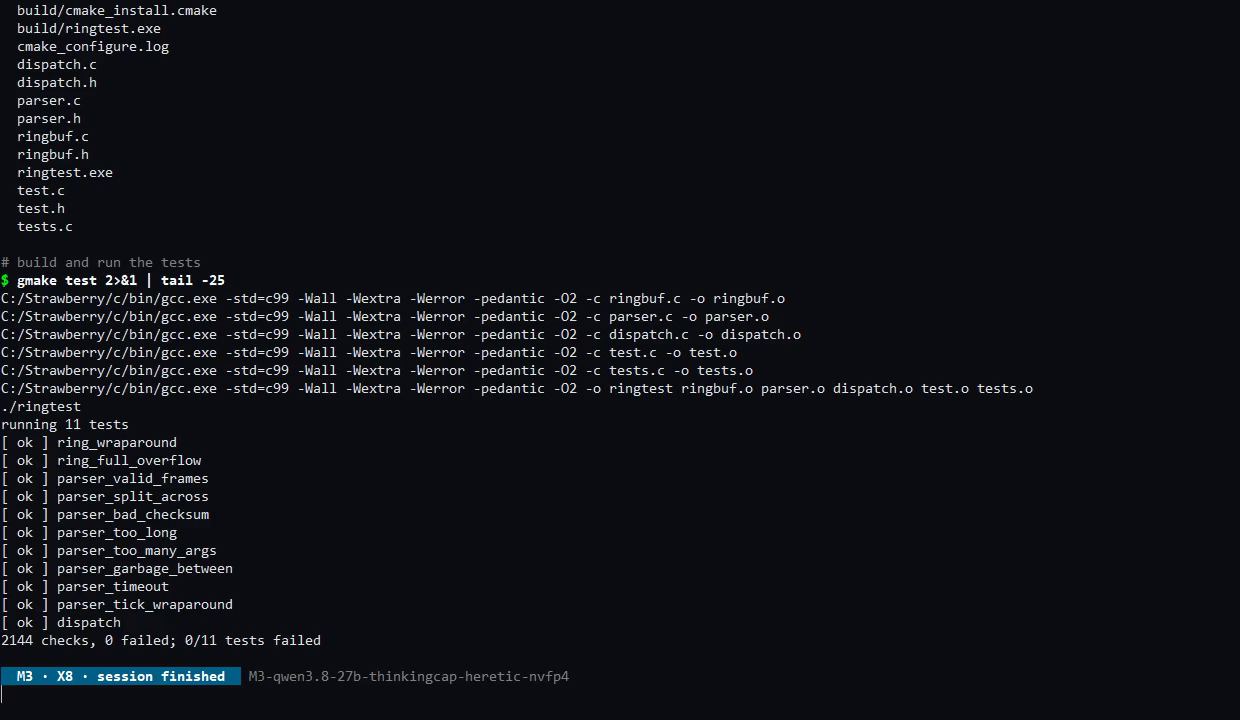 build/cmake_install.cmake
build/ringtest.exe
cmake_configure.log
dispatch.c
dispatch.h
parser.c
parser.h
ringbuf.c
ringbuf.h
ringtest.exe
test.c
test.h
tests.c
# build and run the tests
$ gmake test 2>&1 | tail -25
C:/Strawberry/c/bin/gcc.exe -std=c99 -Wall -Wextra -Werror -pedantic -O2 -c ringbuf.c -o ringbuf.o
C:/Strawberry/c/bin/gcc.exe -std=c99 -Wall -Wextra -Werror -pedantic -O2 -c parser.c -o parser.o
C:/Strawberry/c/bin/gcc.exe -std=c99 -Wall -Wextra -Werror -pedantic -O2 -c dispatch.c -o dispatch.o
C:/Strawberry/c/bin/gcc.exe -std=c99 -Wall -Wextra -Werror -pedantic -O2 -c test.c -o test.o
C:/Strawberry/c/bin/gcc.exe -std=c99 -Wall -Wextra -Werror -pedantic -O2 -c tests.c -o tests.o
C:/Strawberry/c/bin/gcc.exe -std=c99 -Wall -Wextra -Werror -pedantic -O2 -o ringtest ringbuf.o parser.o dispatch.o test.o tests.o
./ringtest
running 11 tests
[ ok ] ring_wraparound
[ ok ] ring_full_overflow
[ ok ] parser_valid_frames
[ ok ] parser_split_across
[ ok ] parser_bad_checksum
[ ok ] parser_too_long
[ ok ] parser_too_many_args
[ ok ] parser_garbage_between
[ ok ] parser_timeout
[ ok ] parser_tick_wraparound
[ ok ] dispatch
2144 checks, 0 failed; 0/11 tests failed
M3 · X8 · session finished M3-qwen3.8-27b-thinkingcap-heretic-nvfp4